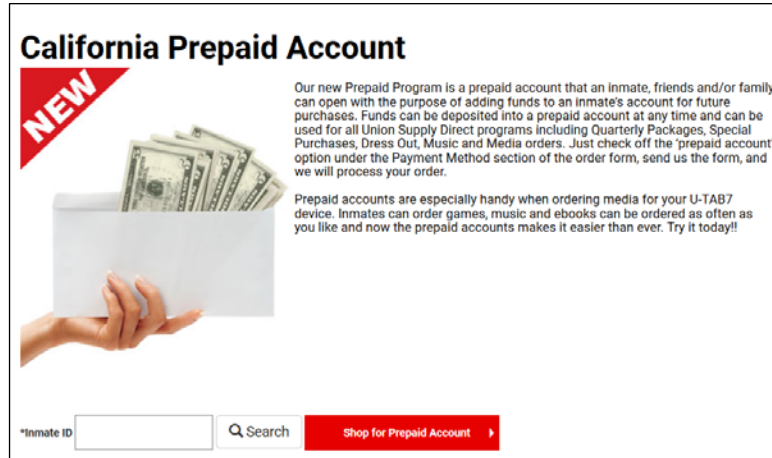 California Prepaid Account
NEW
Our new Prepaid Program is a prepaid account that an inmate, friends and/or family
can open with the purpose of adding funds to an inmate's account for future
purchases. Funds can be deposited into a prepaid account at any time and can be
used for all Union Supply Direct programs including Quarterly Packages, Special
Purchases, Dress Out, Music and Media orders. Just check off the 'prepaid account'
option under the Payment Method section of the order form, send us the form, and
we will process your order.
Prepaid accounts are especially handy when ordering media for your U-TAB7
device. Inmates can order games, music and ebooks can be ordered as often as
you like and now the prepaid accounts makes it easier than ever. Try it today!!
*Inmate ID
Search
Shop for Prepaid Account